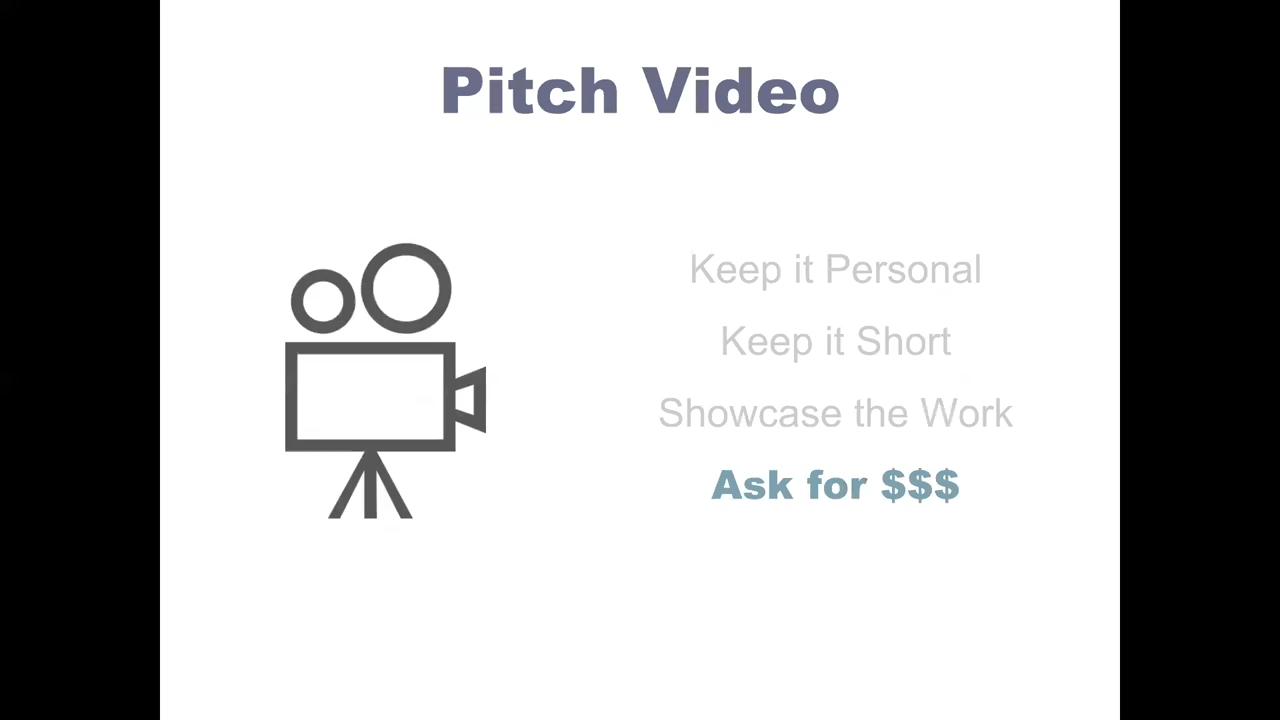 Pitch Video
Keep it Personal
Keep it Short
Showcase the Work
Ask for $$$